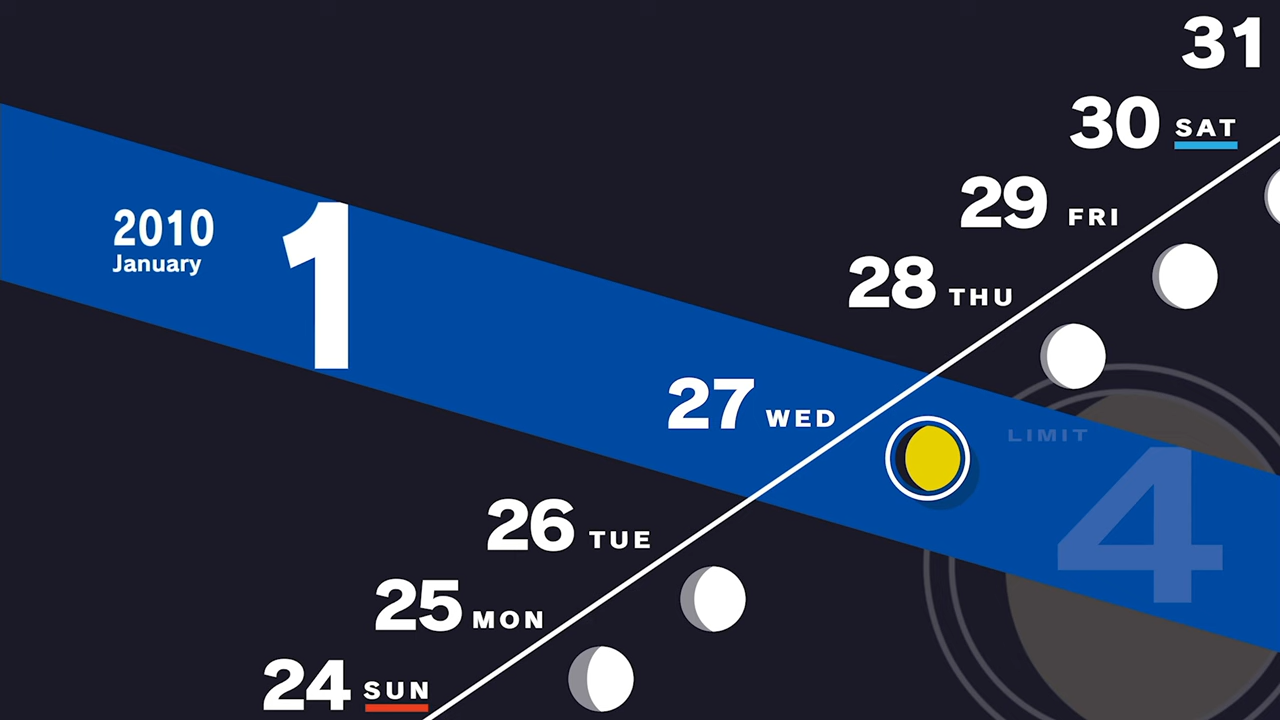 31
30 SAT
29 FRI
28 THU
2010
January
1
27 WED
LIMIT
4
26 TUE
25 MON
24 SUN